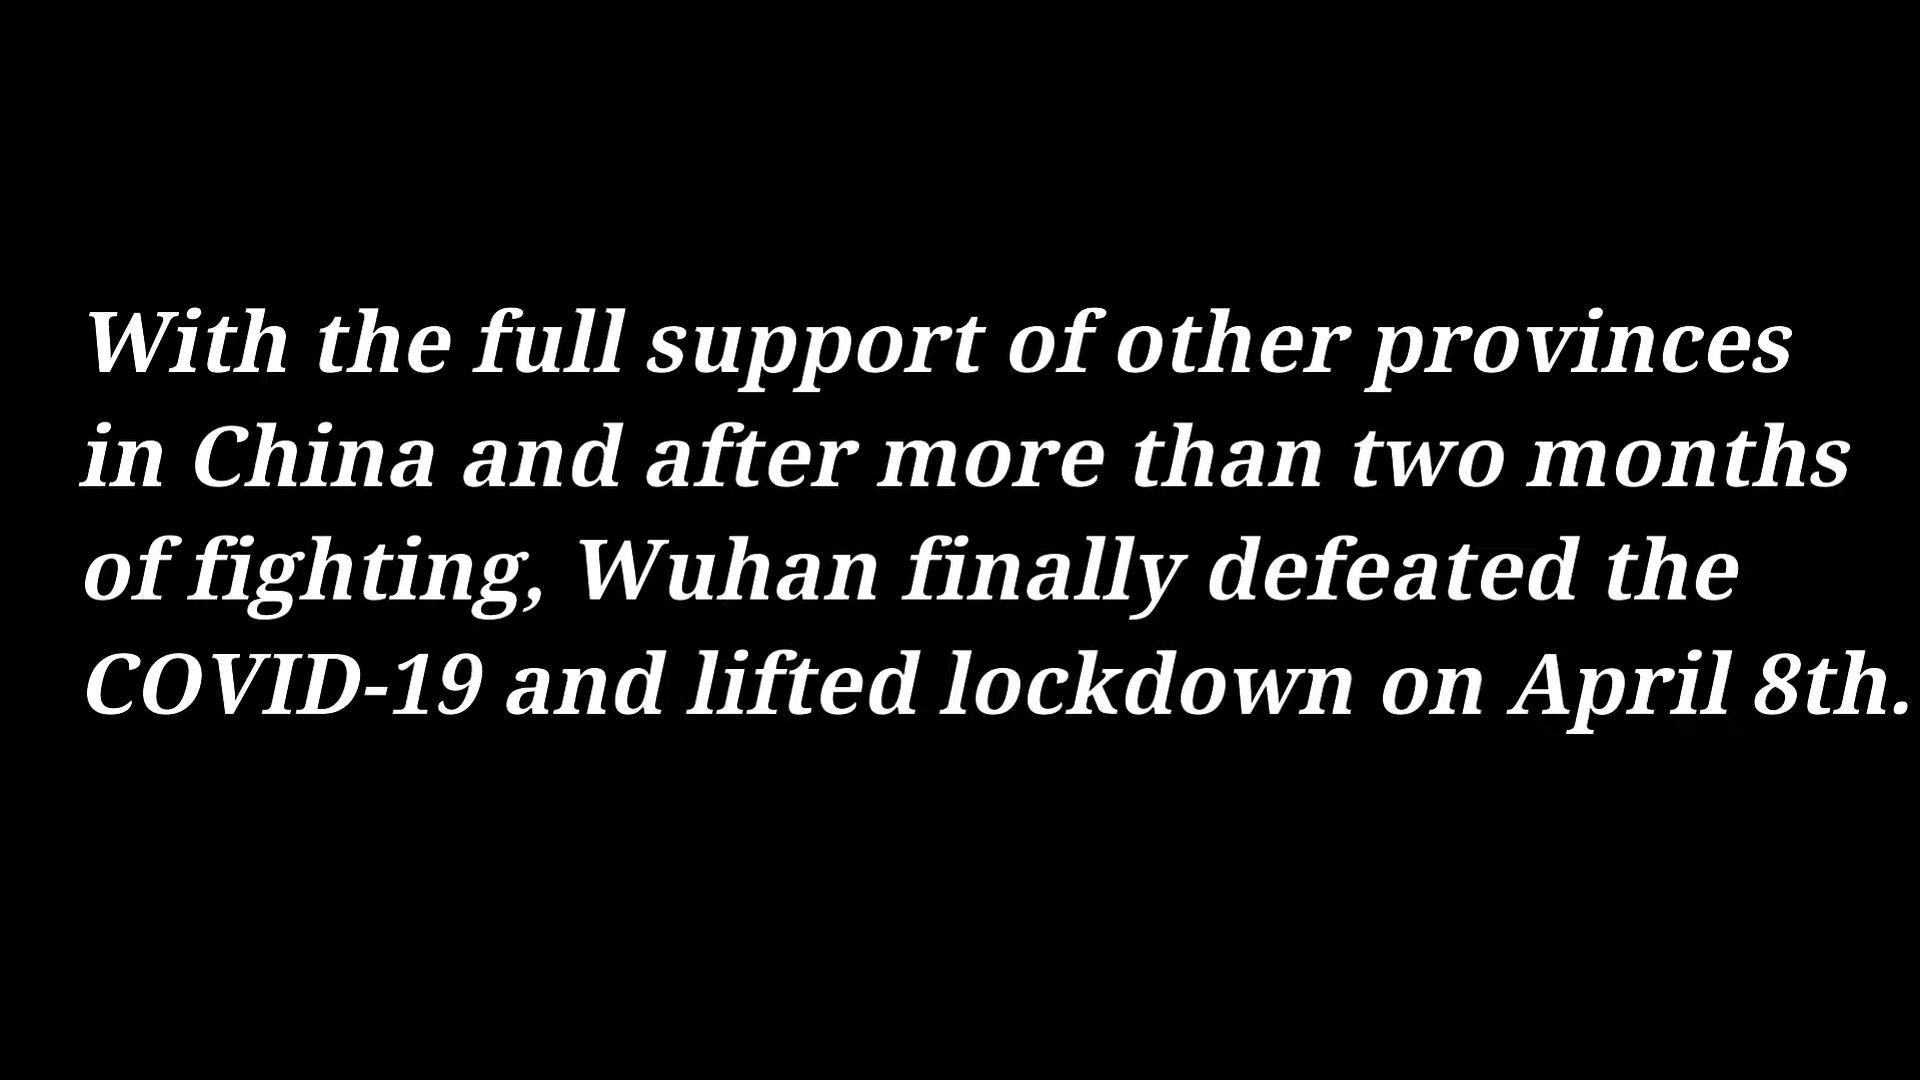 With the full support of other provinces
in China and after more than two months
of fighting, Wuhan finally defeated the
COVID-19 and lifted lockdown on April 8th.